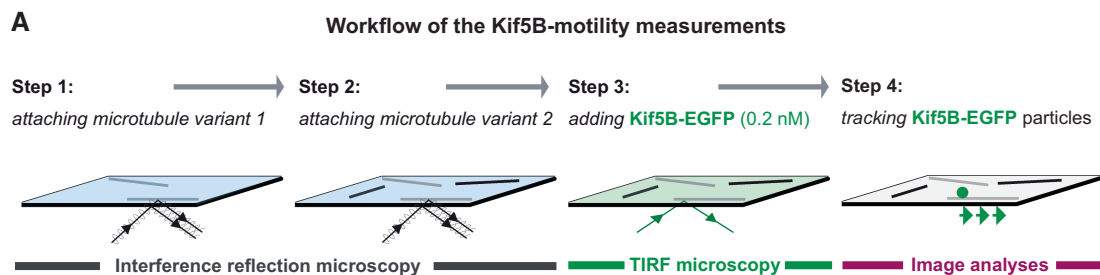 A
Workflow of the Kif5B-motility measurements
Step 1:
attaching microtubule variant 1
Step 2:
attaching microtubule variant 2
Step 3:
adding Kif5B-EGFP (0.2 nM)
Step 4:
tracking Kif5B-EGFP particles
Interference reflection microscopy
TIRF microscopy
Image analyses